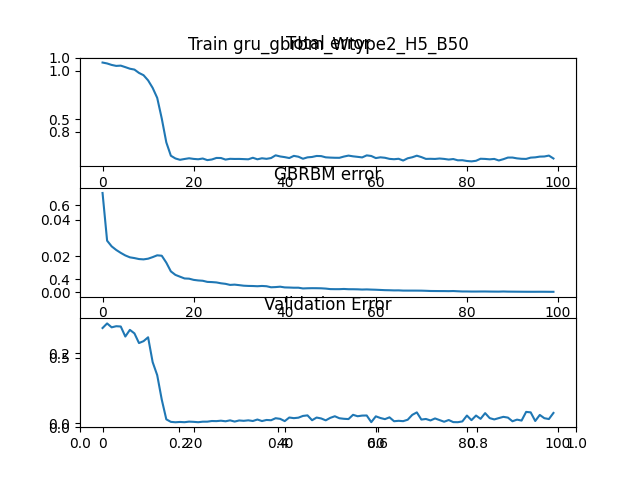 Total error
Train gru_gbrbm_Wtype2_H5_B50
1.0
1.0
0.5
0.8
0 20 40 60 80 100
GBRBM error
0.6
0.04
0.02
0.4
0.00
0 20 40 60 80 100
Validation Error
0.2
0.5
0.0
0.0
0.0 0 0.2 20 0.4 40 0.6 60 0.8 80 100 1.0